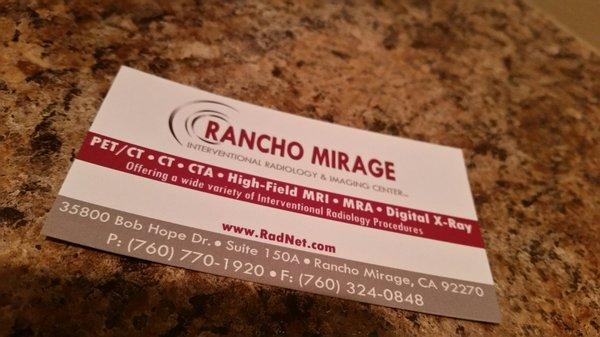 RANCHO MIRAGE
INTERVENTIONAL RADIOLOGY & IMAGING CENTER
PET/CT • CT • CTA • High-Field MRI • MRA • Digital X-Ray
Offering a wide variety of Interventional Radiology Procedures
www.RadNet.com
35800 Bob Hope Dr. • Suite 150A • Rancho Mirage, CA 92270
P: (760) 770-1920 • F: (760) 324-0848